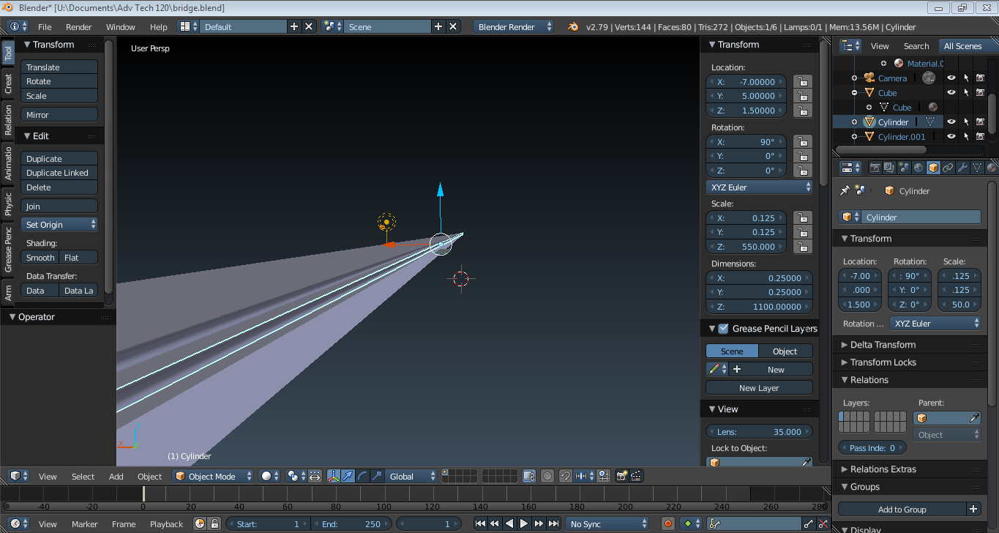 Blender* [U:\Documents\Adv Tech 120\bridge.blend]
File Render Window Help Default Scene Blender Render v2.79 | Verts:144 | Faces:80 | Tris:272 | Objects:1/6 | Lamps:0/1 | Mem:13.56M | Cylinder
Tool
Creat
Relation
Animatio
Physic
Grease Penc
Arm
Transform
Translate
Rotate
Scale
Mirror
Edit
Duplicate
Duplicate Linked
Delete
Join
Set Origin
Shading:
Smooth Flat
Data Transfer:
Data Data La
Operator
User Persp
(1) Cylinder
Transform
Location:
X: -7.00000
Y: 5.00000
Z: 1.50000
Rotation:
X: 90°
Y: 0°
Z: 0°
XYZ Euler
Scale:
X: 0.125
Y: 0.125
Z: 550.000
Dimensions:
X: 0.25000
Y: 0.25000
Z: 1100.00000
Grease Pencil Layers
Scene Object
New
New Layer
View
Lens: 35.000
Lock to Object:
View Search All Scenes
Material.0
Camera
Cube
Cube
Cylinder
Cylinder.001
Cylinder
Cylinder
Transform
Location: Rotation: Scale:
-7.00 : 90° .125
.000 Y: 0° .125
1.500 Z: 0° 50.0
Rotation ... XYZ Euler
Delta Transform
Transform Locks
Relations
Layers: Parent:
Object
Pass Inde: 0
Relations Extras
Groups
Add to Group
Display
View Select Add Object Object Mode Global
-40 -20 0 20 40 60 80 100 120 140 160 180 200 220 240 260 280
View Marker Frame Playback Start: 1 End: 250 1 No Sync